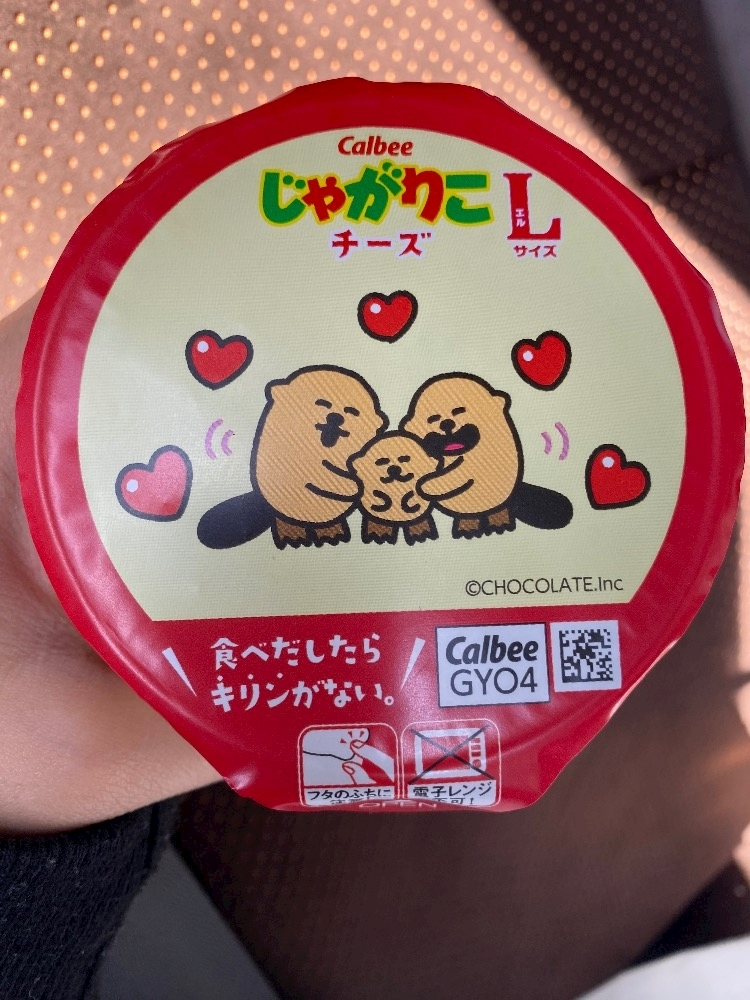 Calbee
じゃがりこ L
エル
チーズ サイズ
©CHOCOLATE.Inc
食べだしたら
キリンがない。
Calbee
GYO4
フタのふちに 電子レンジ
OPEN